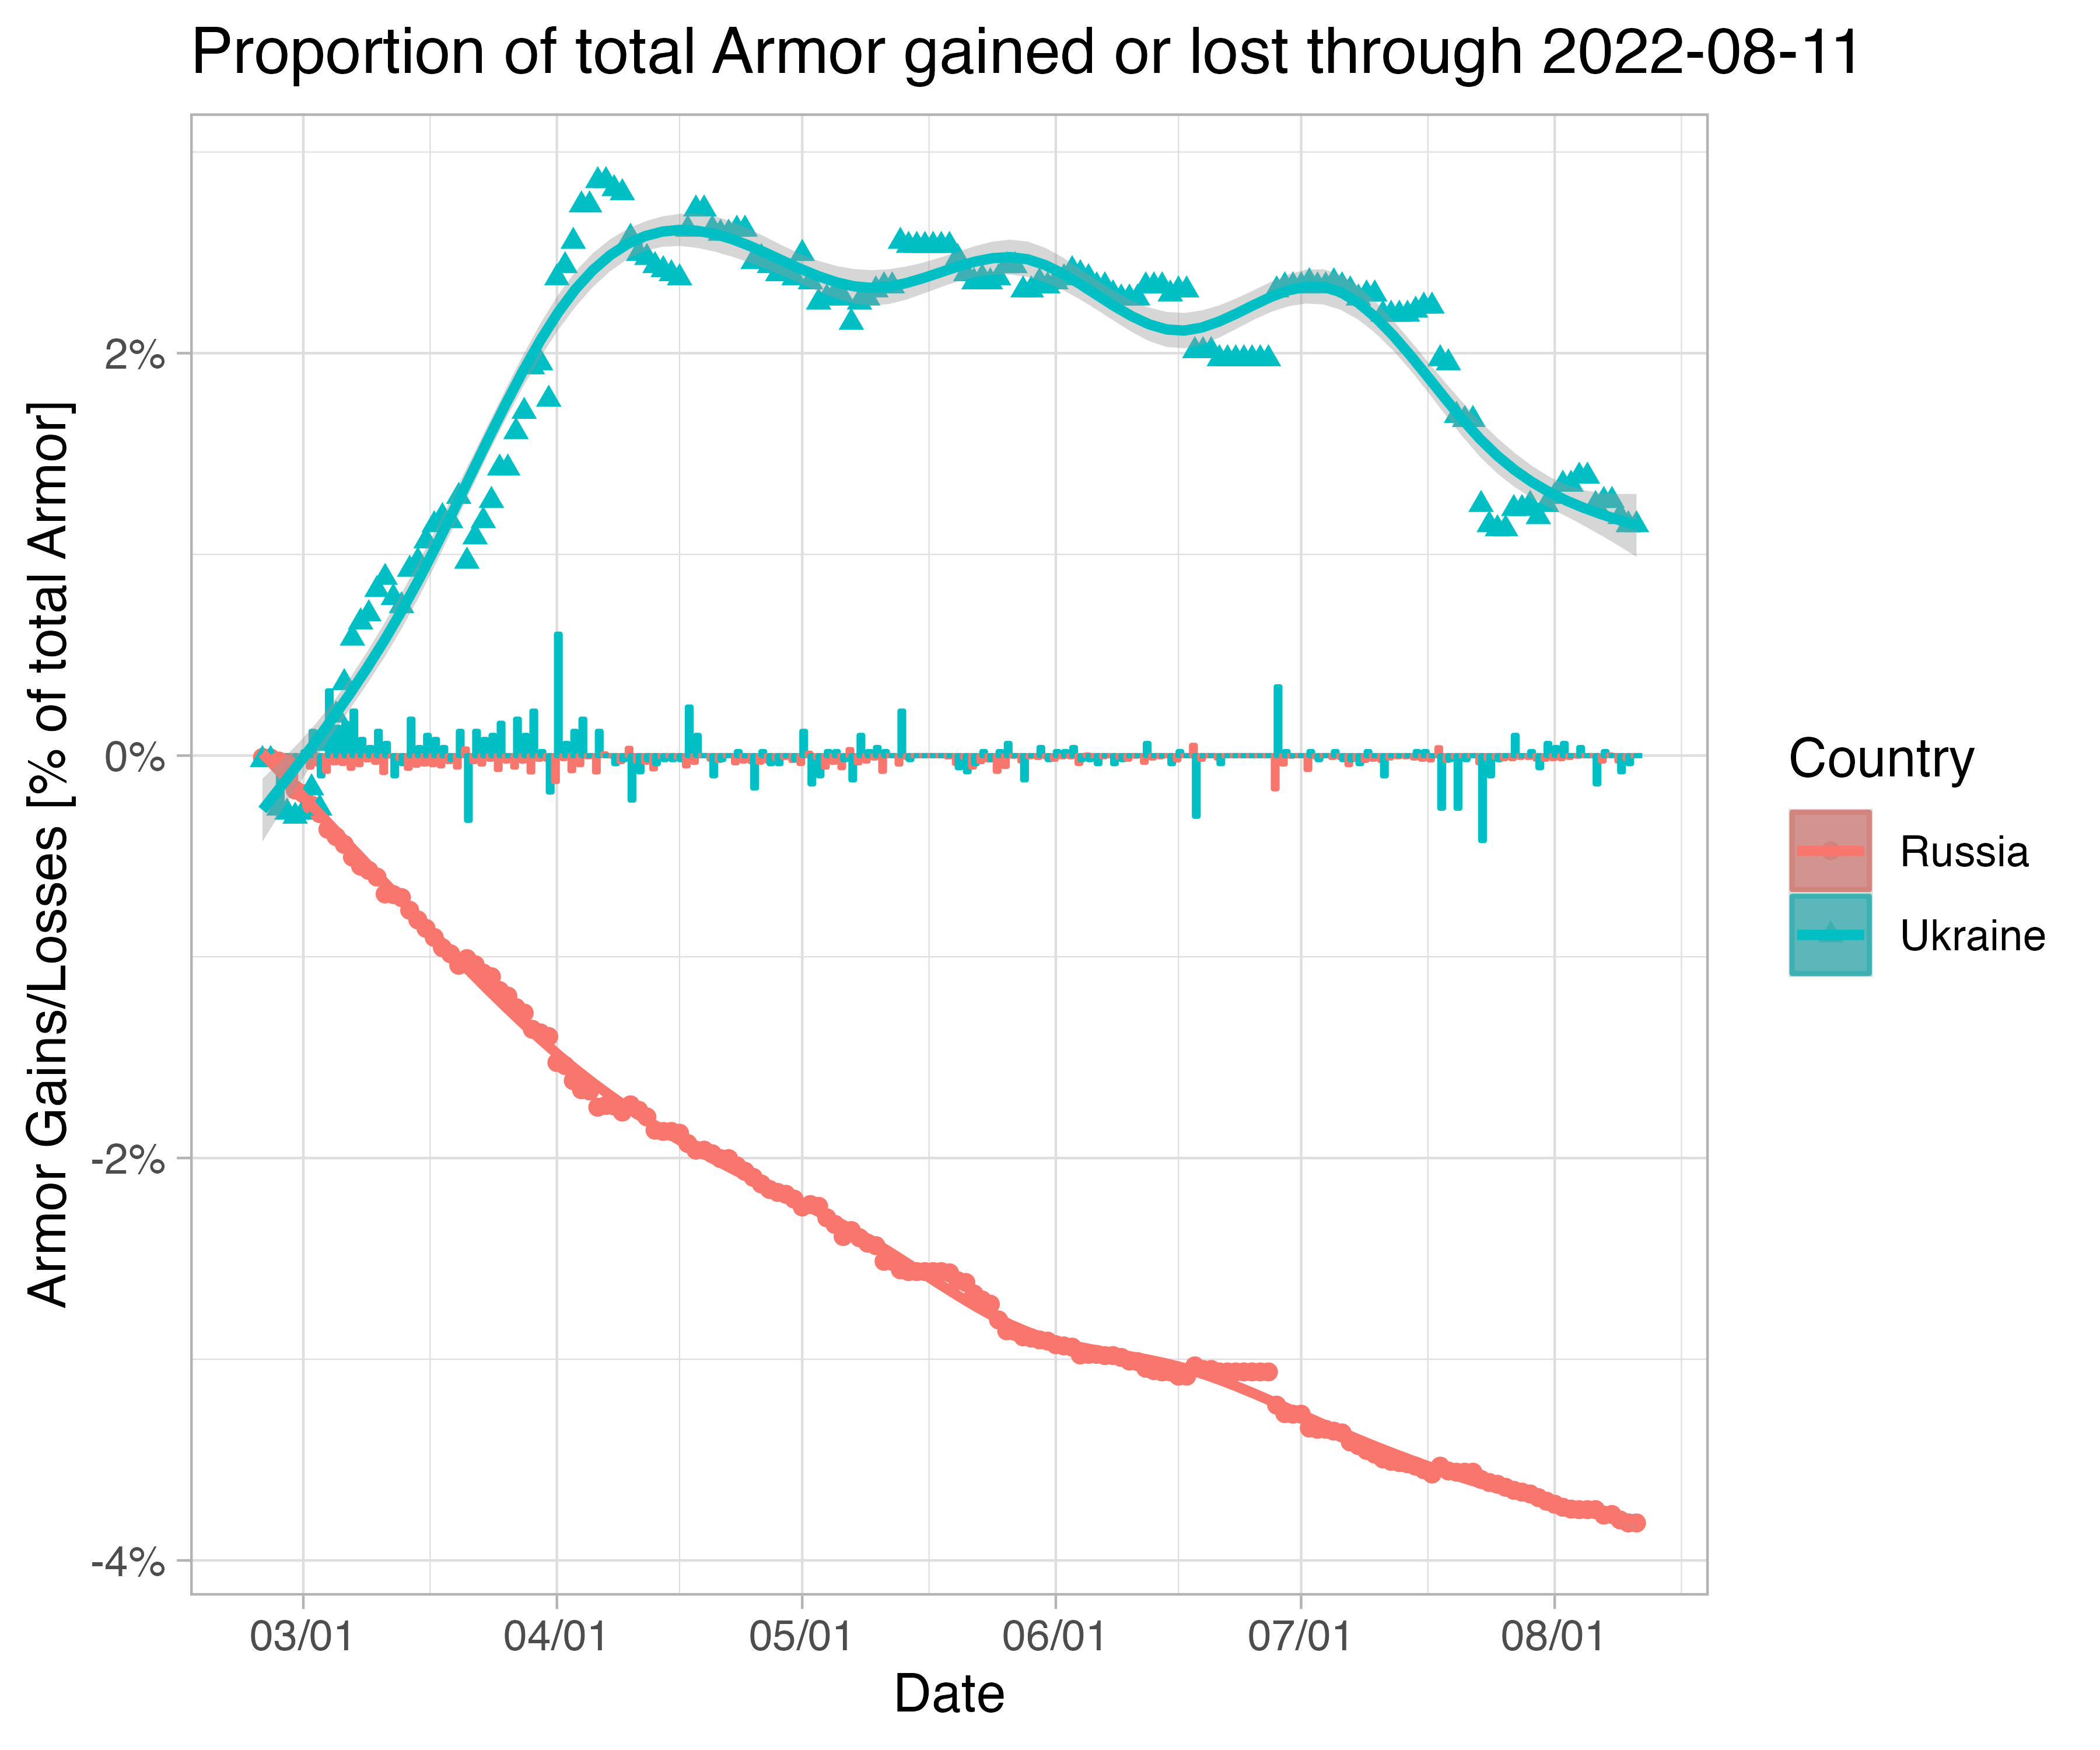 Proportion of total Armor gained or lost through 2022-08-11
Armor Gains/Losses [% of total Armor]
2%
0%
-2%
-4%
03/01
04/01
05/01
06/01
07/01
08/01
Date
Country
Russia
Ukraine